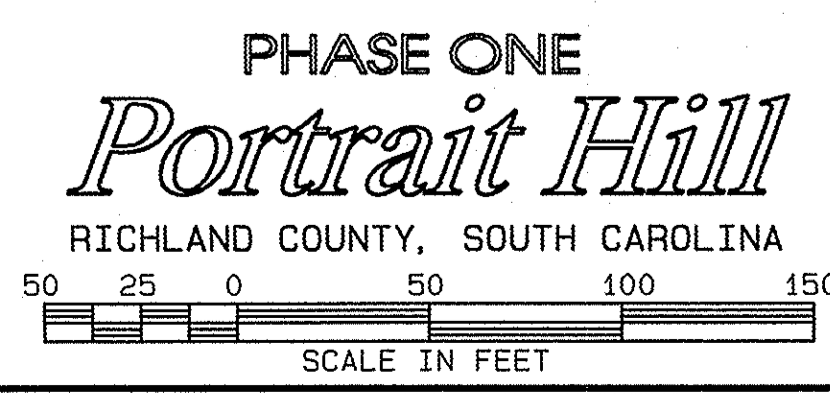 PHASE ONE
Portrait Hill
RICHLAND COUNTY, SOUTH CAROLINA
50 25 0 50 100 150
SCALE IN FEET